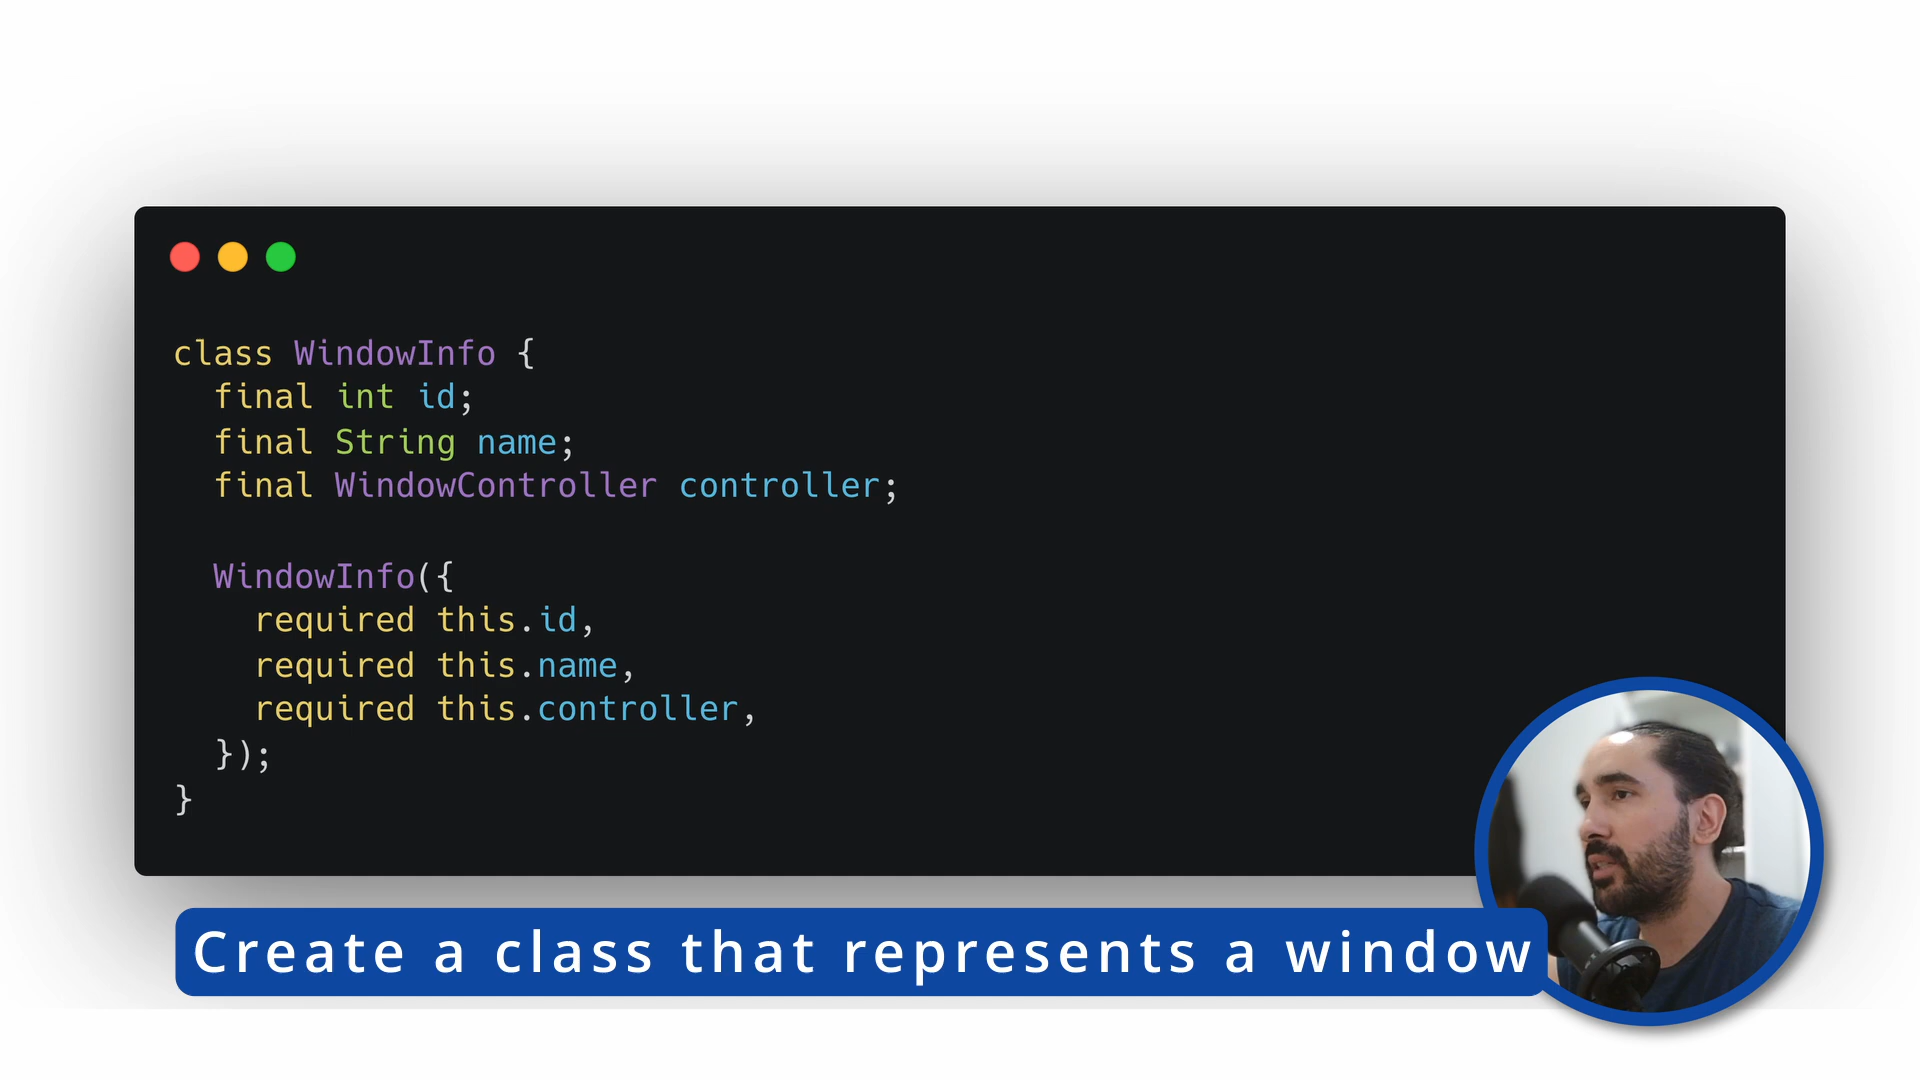 class WindowInfo {
  final int id;
  final String name;
  final WindowController controller;

  WindowInfo({
    required this.id,
    required this.name,
    required this.controller,
  });
}
Create a class that represents a window